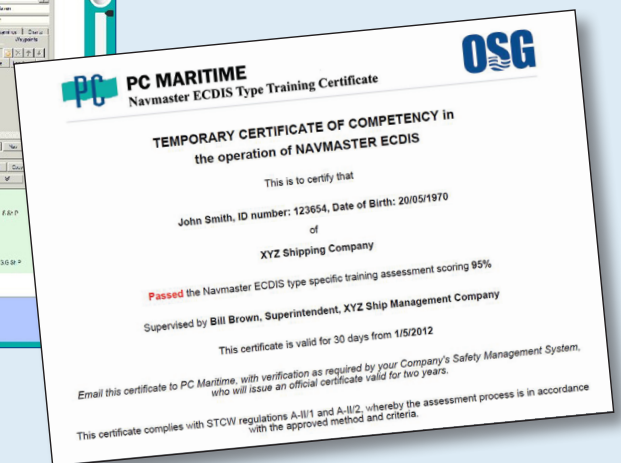 Waypoints
PC PC MARITIME
Navmaster ECDIS Type Training Certificate
OSG
TEMPORARY CERTIFICATE OF COMPETENCY in
the operation of NAVMASTER ECDIS
This is to certify that
John Smith, ID number: 123654, Date of Birth: 20/05/1970
of
XYZ Shipping Company
Passed the Navmaster ECDIS type specific training assessment scoring 95%
Supervised by Bill Brown, Superintendent, XYZ Ship Management Company
This certificate is valid for 30 days from 1/5/2012
Email this certificate to PC Maritime, with verification as required by your Company's Safety Management System,
who will issue an official certificate valid for two years.
This certificate complies with STCW regulations A-II/1 and A-II/2, whereby the assessment process is in accordance
with the approved method and criteria.